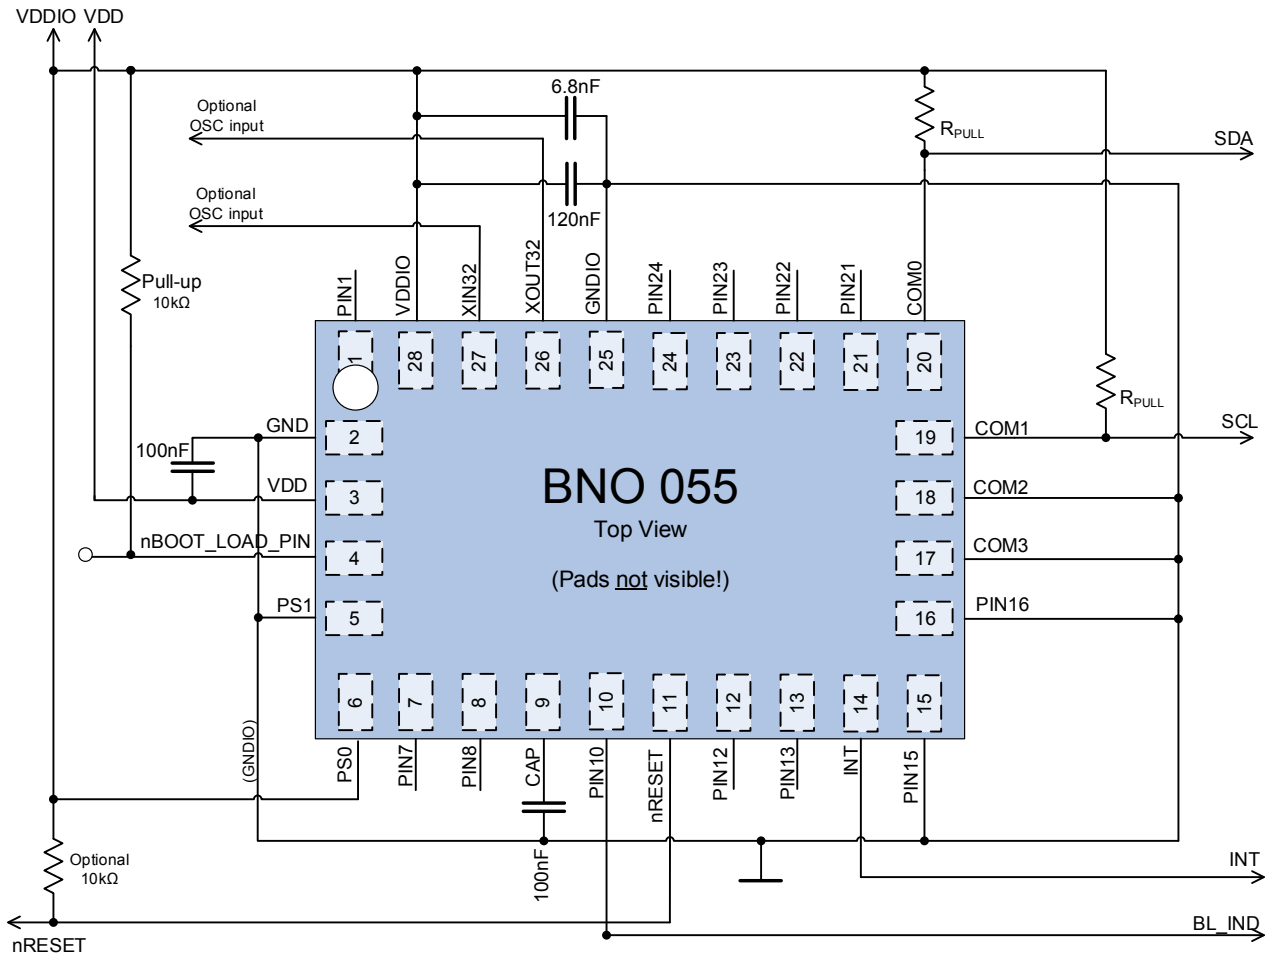 VDDIO VDD
6.8nF
Optional
OSC input
RPULL
SDA
Optional
OSC input
120nF
Pull-up
10kΩ
PIN1
VDDIO
XIN32
XOUT32
GNDIO
PIN24
PIN23
PIN22
PIN21
COM0
1
28
27
26
25
24
23
22
21
20
RPULL
GND
2
19
COM1
SCL
100nF
VDD
3
18
COM2
BNO 055
Top View
nBOOT_LOAD_PIN
4
17
COM3
(Pads not visible!)
PS1
5
16
PIN16
6
7
8
9
10
11
12
13
14
15
(GNDIO)
PS0
PIN7
PIN8
CAP
PIN10
nRESET
PIN12
PIN13
INT
PIN15
Optional
10kΩ
100nF
INT
BL_IND
nRESET